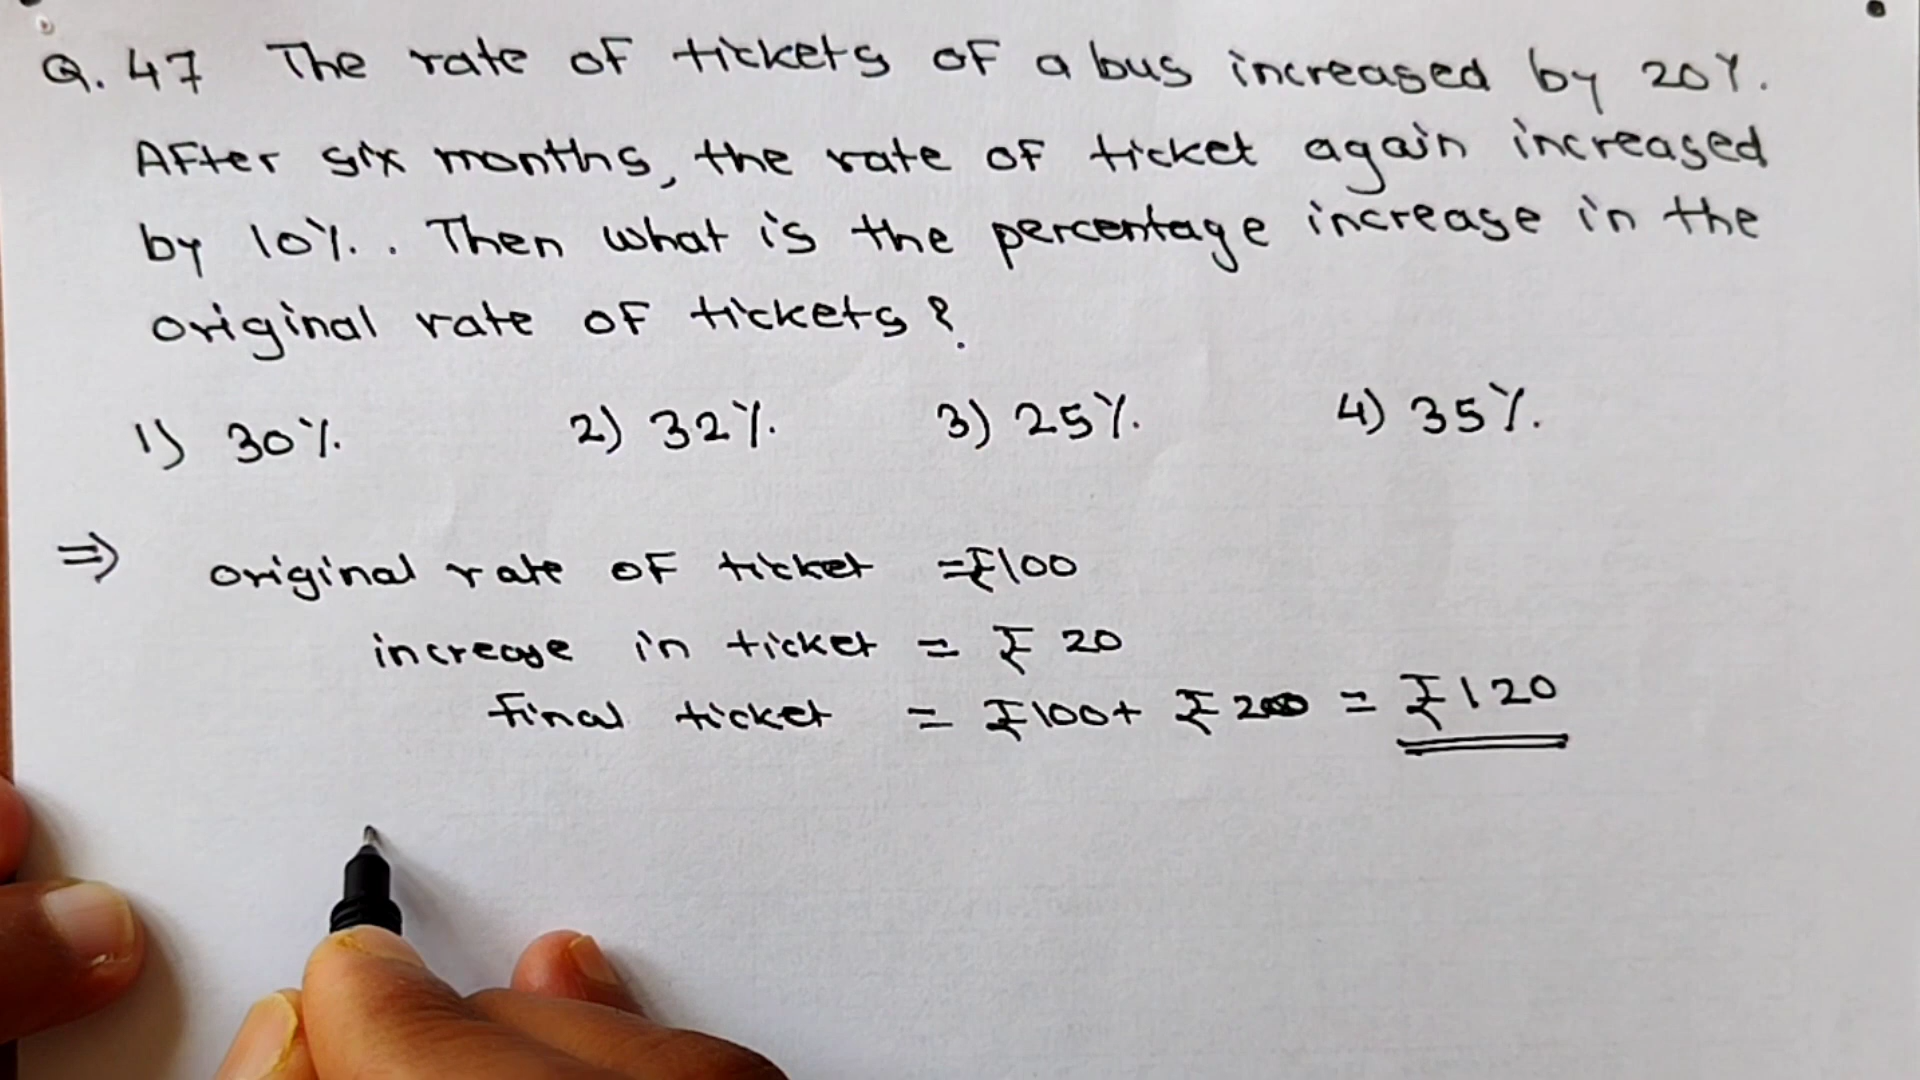 Q. 47 The rate of tickets of a bus increased by 20%.
After six months, the rate of ticket again increased
by 10%. . Then what is the percentage increase in the
original rate of tickets ?
1) 30% 2) 32% 3) 25% 4) 35%
⇒ original rate of ticket = ₹100
increase in ticket = ₹ 20
final ticket = ₹100 + ₹ 20 = ₹120